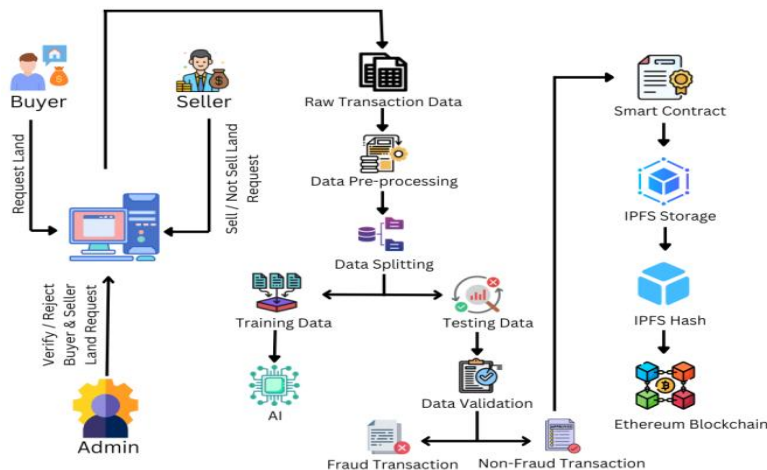 Buyer
Seller
Request Land
Sell / Not Sell Land
Request
Verify / Reject
Buyer & Seller
Land Request
Admin
Raw Transaction Data
Data Pre-processing
Data Splitting
Training Data
Testing Data
AI
Data Validation
Fraud Transaction
Non-Fraud Transaction
Smart Contract
IPFS Storage
IPFS Hash
Ethereum Blockchain